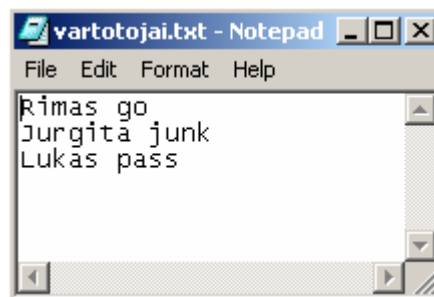 vartotojai.txt - Notepad
File Edit Format Help
Rimas go
Jurgita junk
Lukas pass